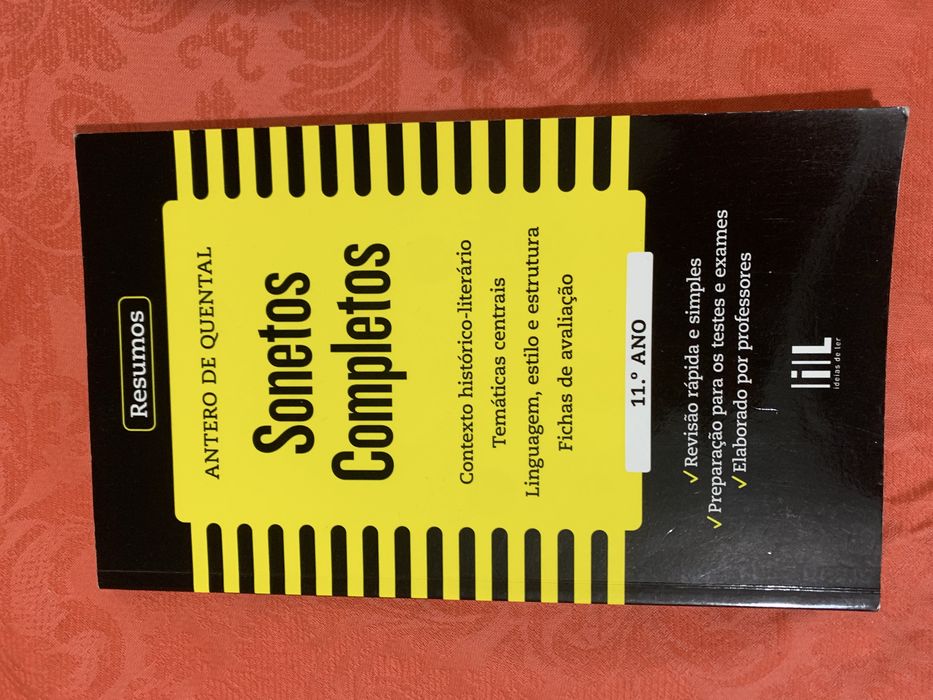 Resumos
ANTERO DE QUENTAL
Sonetos
Completos
Contexto histórico-literário
Temáticas centrais
Linguagem, estilo e estrutura
Fichas de avaliação
11.º ANO
✓ Revisão rápida e simples
✓ Preparação para os testes e exames
✓ Elaborado por professores
ideias de ler